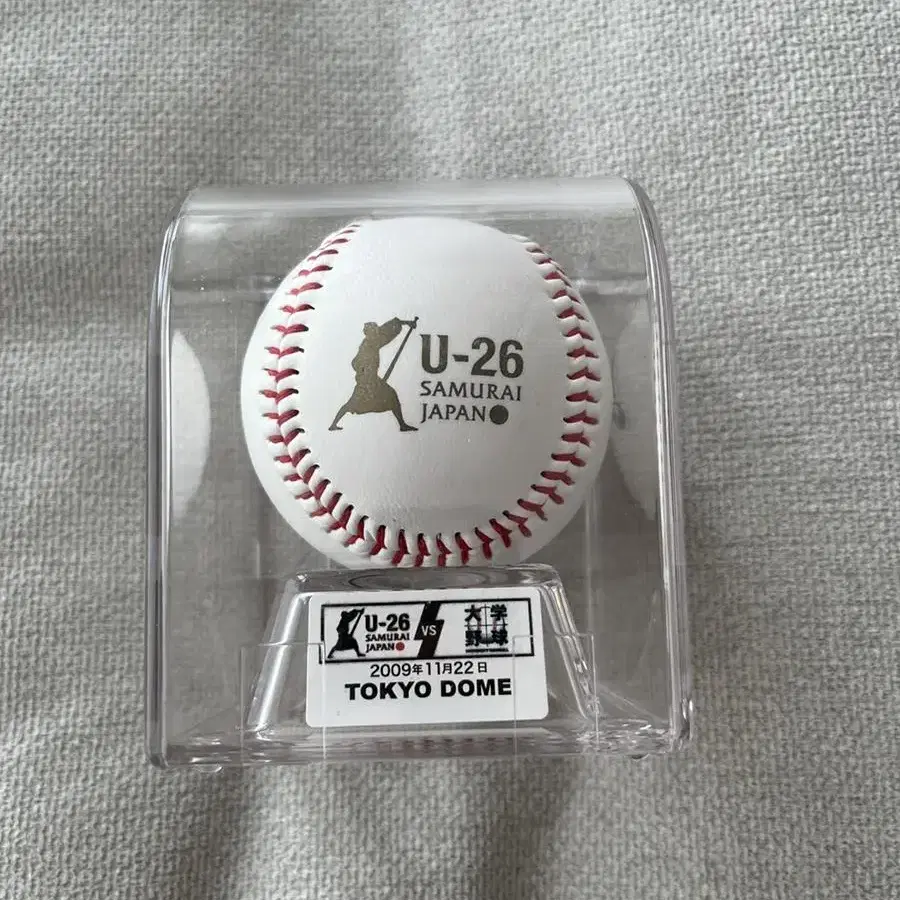 U-26
SAMURAI
JAPAN
U-26
SAMURAI
JAPAN
VS
大学
野球
2009年11月22日
TOKYO DOME